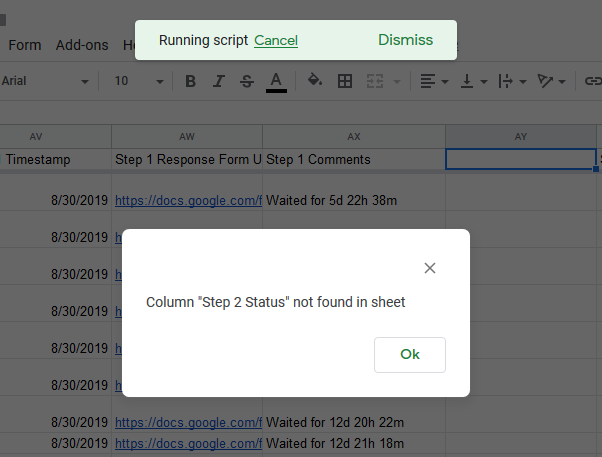 Running script Cancel Dismiss
Form Add-ons
Arial 10 B I S A
AV AW AX AY
Timestamp Step 1 Response Form U Step 1 Comments
8/30/2019 https://docs.google.com/f Waited for 5d 22h 38m
8/30/2019 h
8/30/2019 h
8/30/2019 h
8/30/2019 h
8/30/2019 h
Column "Step 2 Status" not found in sheet
Ok
8/30/2019 https://docs.google.com/f Waited for 12d 20h 22m
8/30/2019 https://docs.google.com/f Waited for 12d 21h 18m